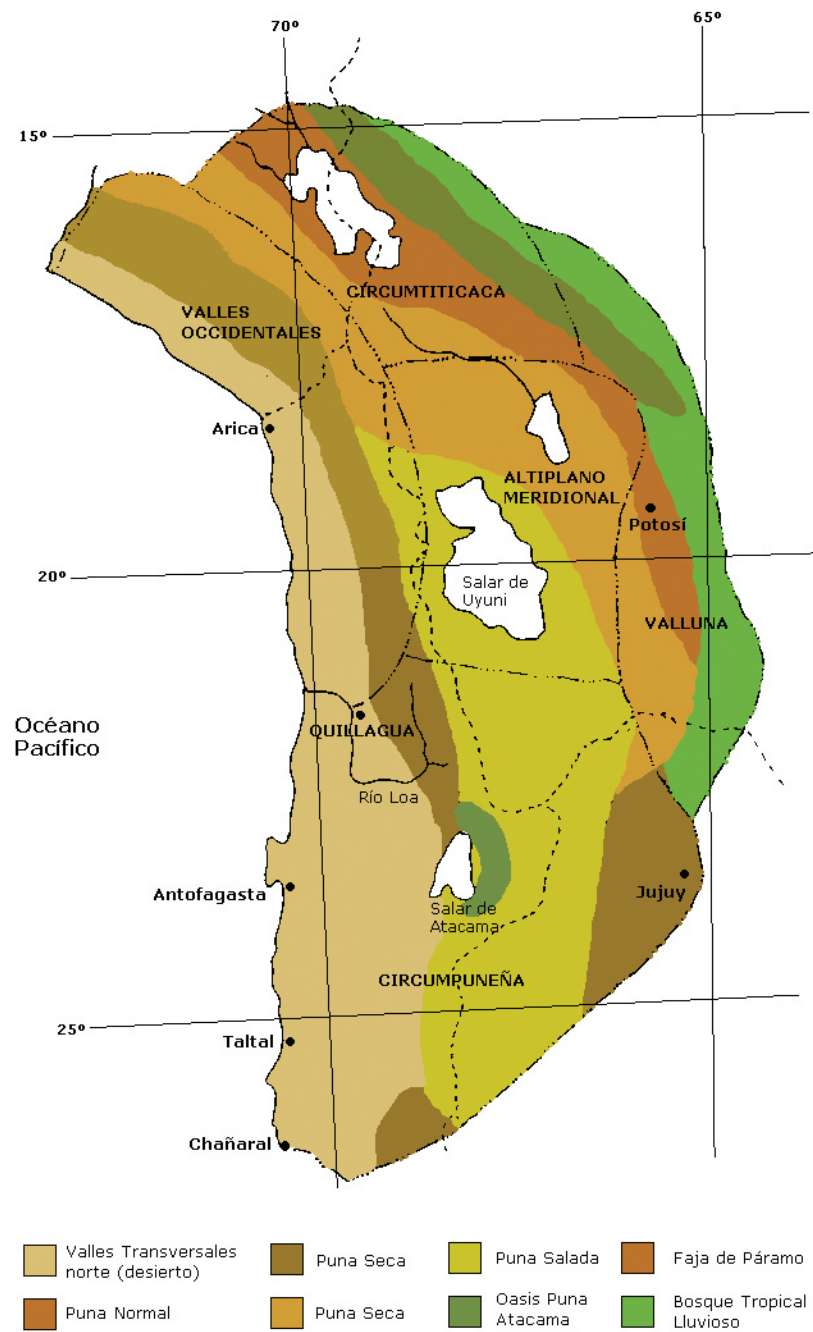 70º
65º
15º
CIRCUMTITICACA
VALLES
OCCIDENTALES
Arica
ALTIPLANO
MERIDIONAL
Potosí
20º
Salar de
Uyuni
VALLUNA
Océano
Pacífico
QUILLAGUA
Río Loa
Antofagasta
Jujuy
Salar de
Atacama
CIRCUMPUNEÑA
25º
Taltal
Chañaral
Valles Transversales
norte (desierto)
Puna Seca
Puna Salada
Faja de Páramo
Puna Normal
Puna Seca
Oasis Puna
Atacama
Bosque Tropical
Lluvioso